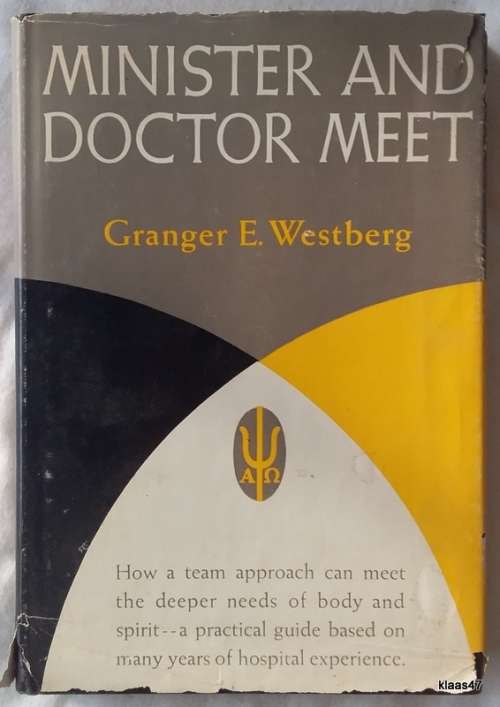 MINISTER AND
DOCTOR MEET
Granger E. Westberg
Α Ω
How a team approach can meet
the deeper needs of body and
spirit--a practical guide based on
many years of hospital experience.
klaas47